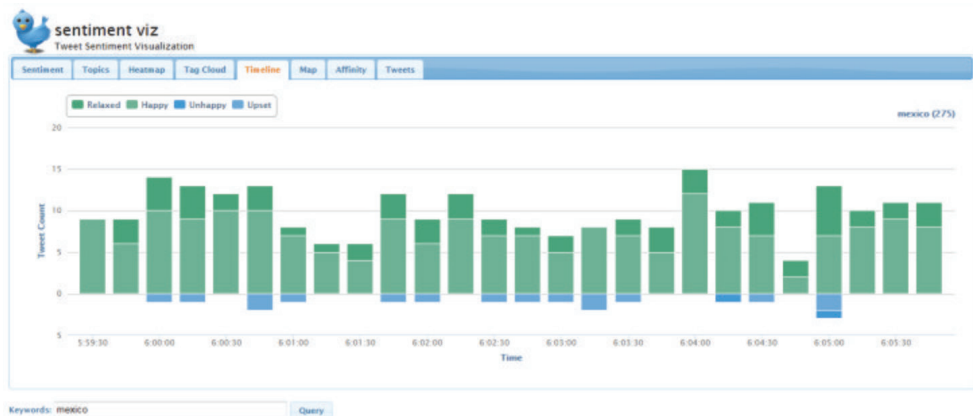 sentiment viz
Tweet Sentiment Visualization
Sentiment Topics Heatmap Tag Cloud Timeline Map Affinity Tweets
Relaxed Happy Unhappy Upset
mexico (275)
20
15
10
5
0
5
Tweet Count
5:59:30 6:00:00 6:00:30 6:01:00 6:01:30 6:02:00 6:02:30 6:03:00 6:03:30 6:04:00 6:04:30 6:05:00 6:05:30
Time
Keywords: mexico Query